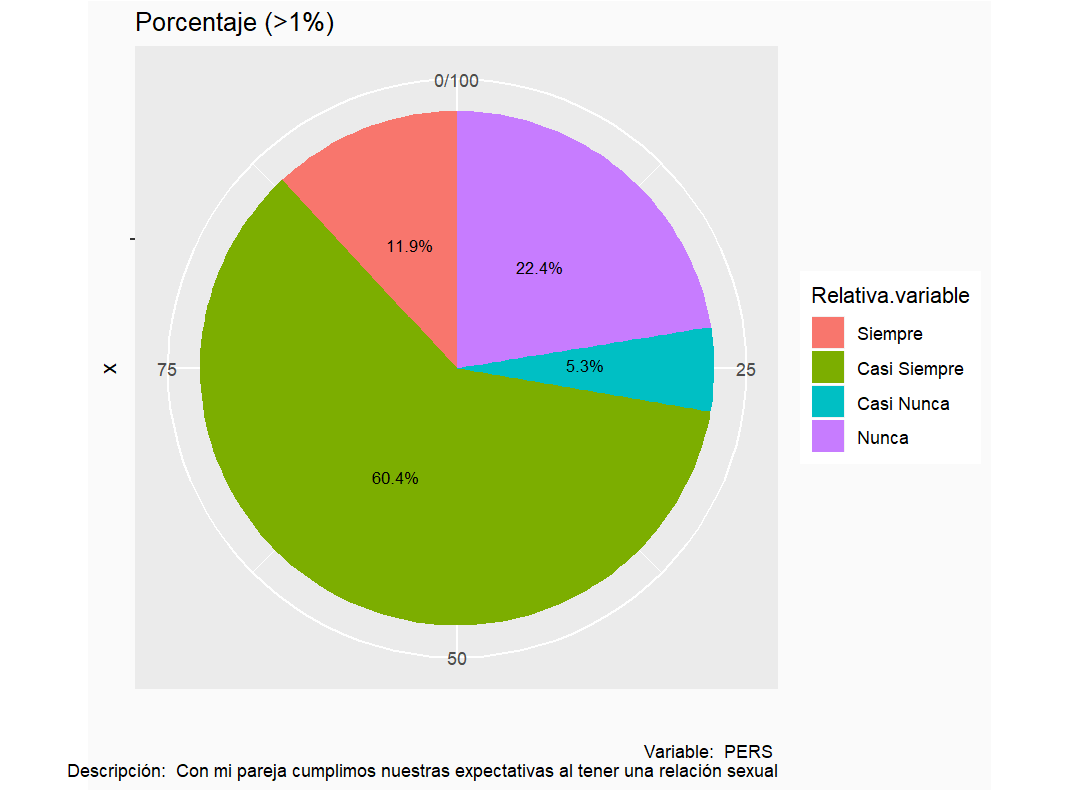 Porcentaje (>1%)
0/100
11.9%
22.4%
Relativa.variable
Siempre
Casi Siempre
Casi Nunca
Nunca
x
75
5.3%
25
60.4%
50
Variable:  PERS
Descripción:  Con mi pareja cumplimos nuestras expectativas al tener una relación sexual